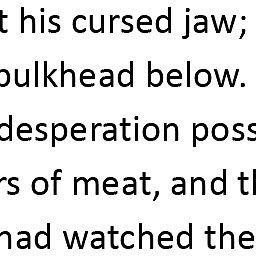 t his cursed jaw;
bulkhead below.
desperation poss
rs of meat, and th
had watched the